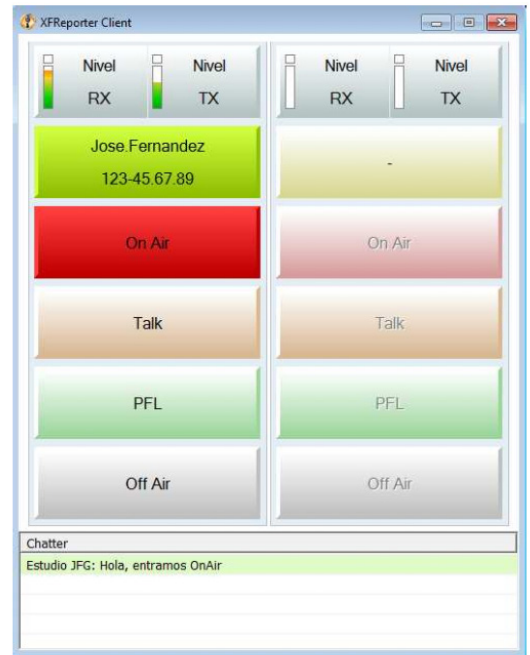 XFReporter Client
Nivel RX
Nivel TX
Nivel RX
Nivel TX
Jose.Fernandez
123-45.67.89
-
On Air
On Air
Talk
Talk
PFL
PFL
Off Air
Off Air
Chatter
Estudio JFG: Hola, entramos OnAir